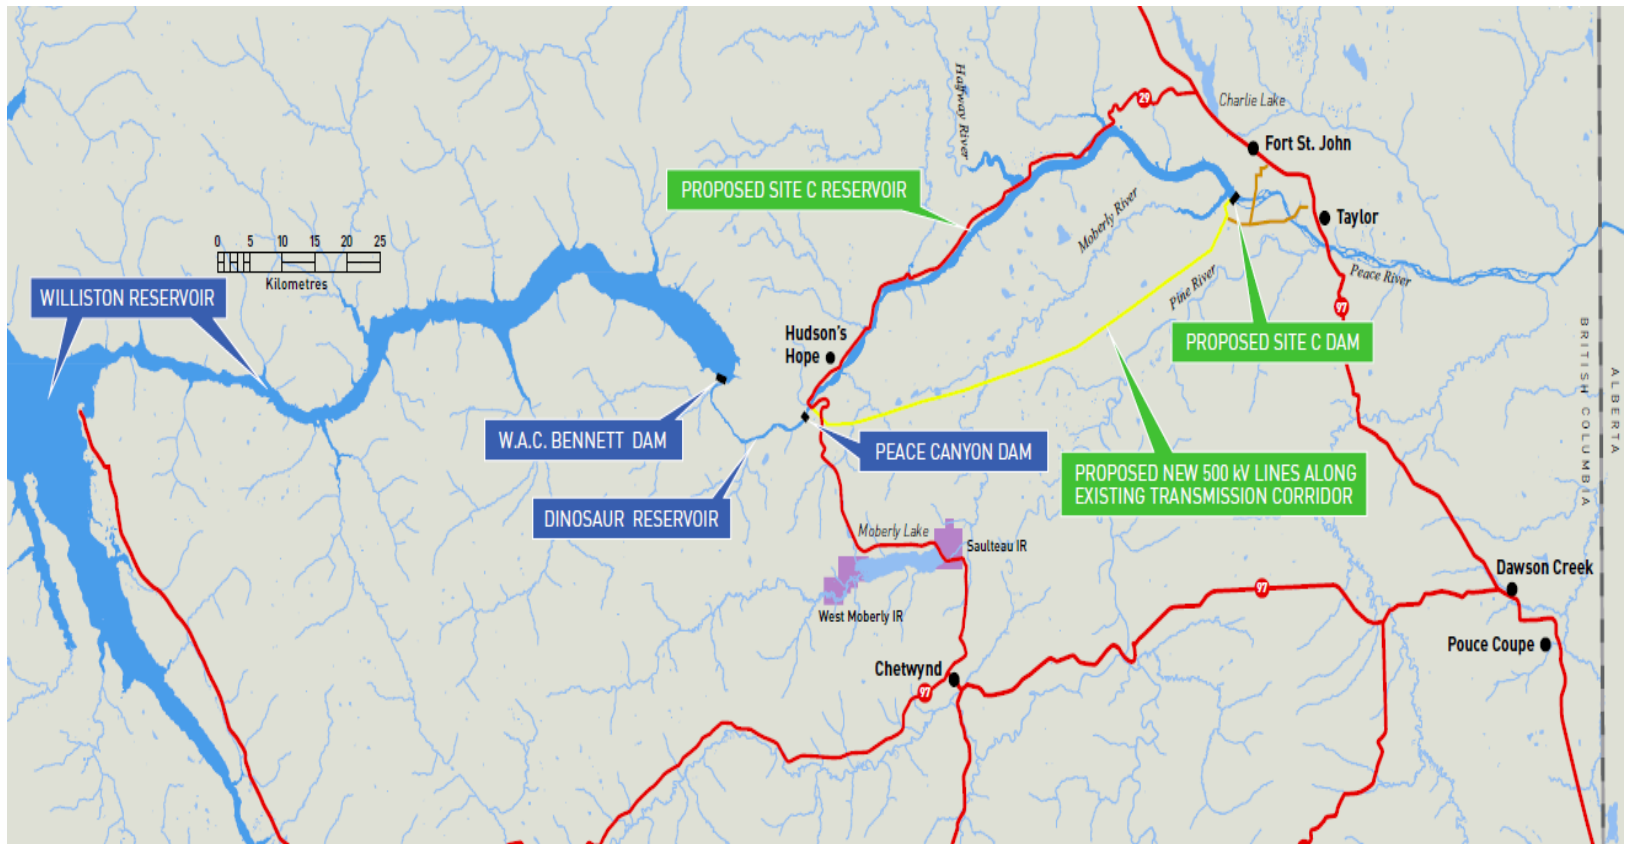 Halfway River
29
Charlie Lake
Fort St. John
PROPOSED SITE C RESERVOIR
Moberly River
Taylor
0 5 10 15 20 25
Kilometres
WILLISTON RESERVOIR
Pine River
Peace River
97
Hudson's
Hope
PROPOSED SITE C DAM
BRITISH COLUMBIA
ALBERTA
W.A.C. BENNETT DAM
PEACE CANYON DAM
PROPOSED NEW 500 kV LINES ALONG
EXISTING TRANSMISSION CORRIDOR
DINOSAUR RESERVOIR
Moberly Lake
Saulteau IR
Dawson Creek
97
West Moberly IR
Pouce Coupe
Chetwynd
97